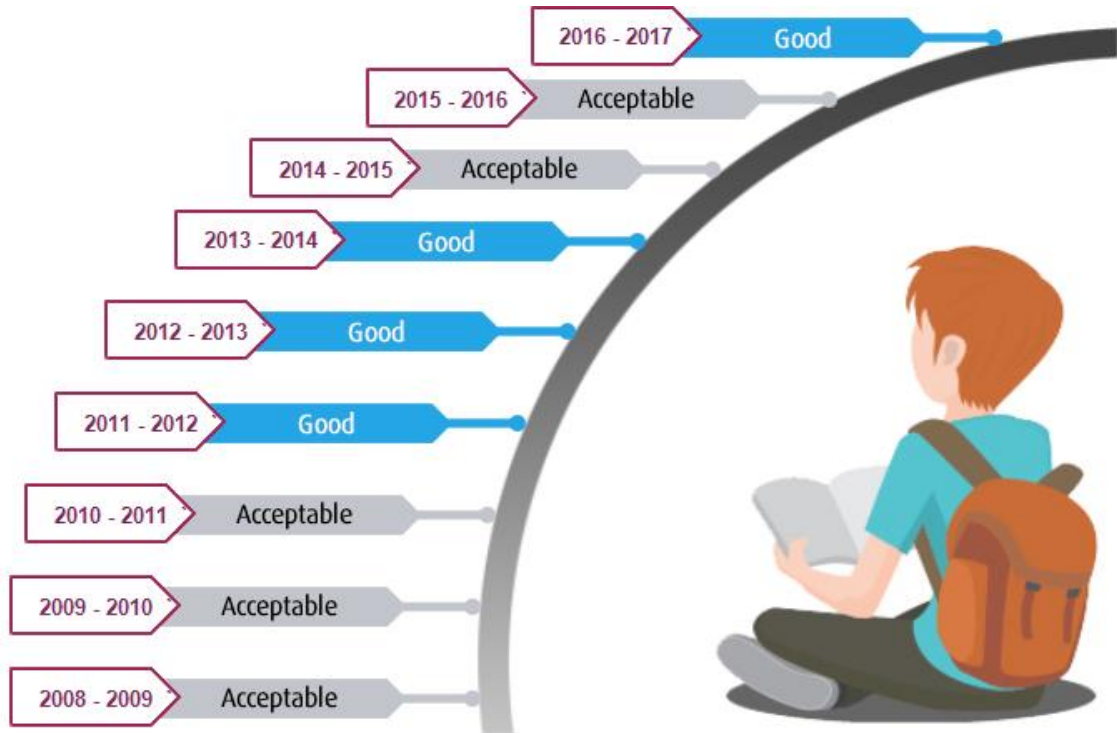 2016 - 2017 Good
2015 - 2016 Acceptable
2014 - 2015 Acceptable
2013 - 2014 Good
2012 - 2013 Good
2011 - 2012 Good
2010 - 2011 Acceptable
2009 - 2010 Acceptable
2008 - 2009 Acceptable